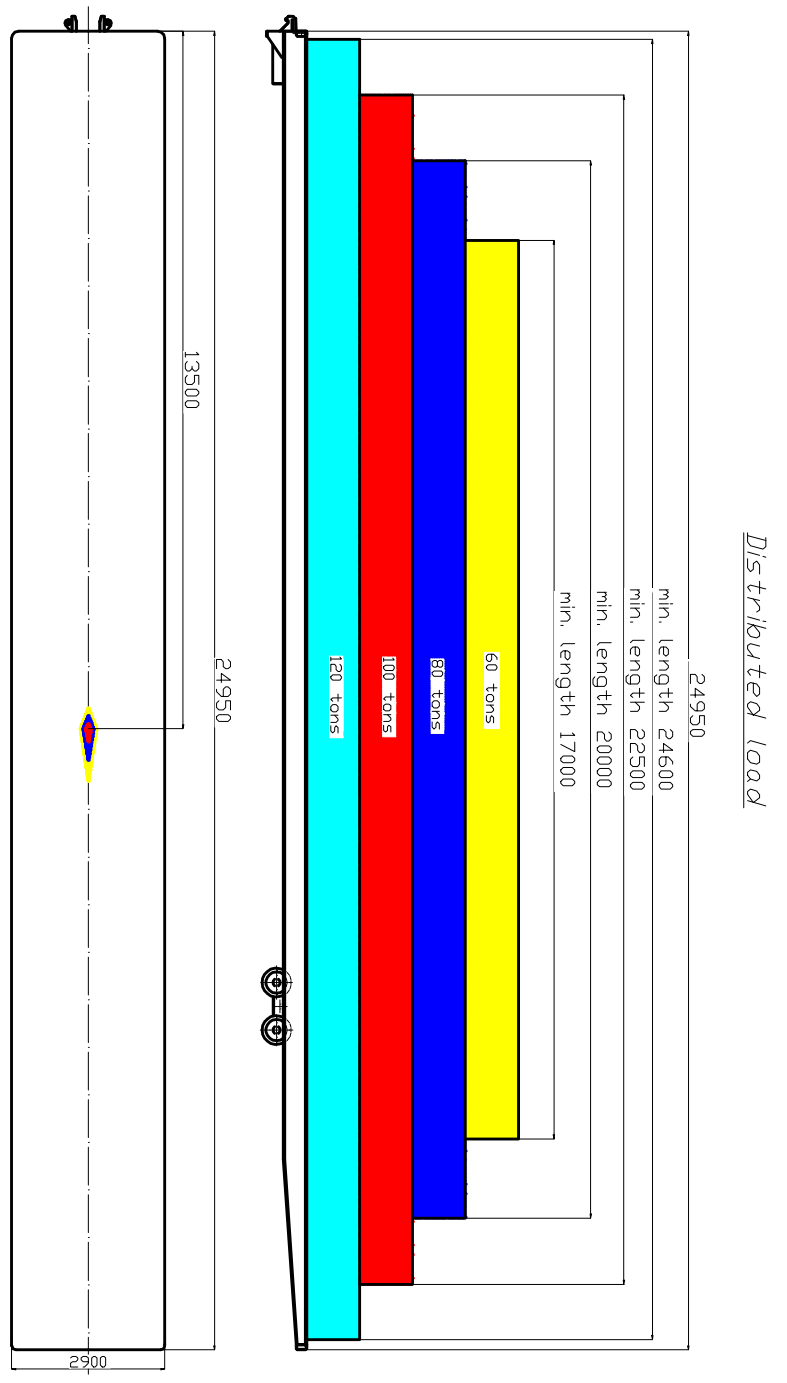 Distributed load
24950
min. length 24600
min. length 22500
min. length 20000
min. length 17000
60 tons
80 tons
100 tons
120 tons
24950
13500
2900